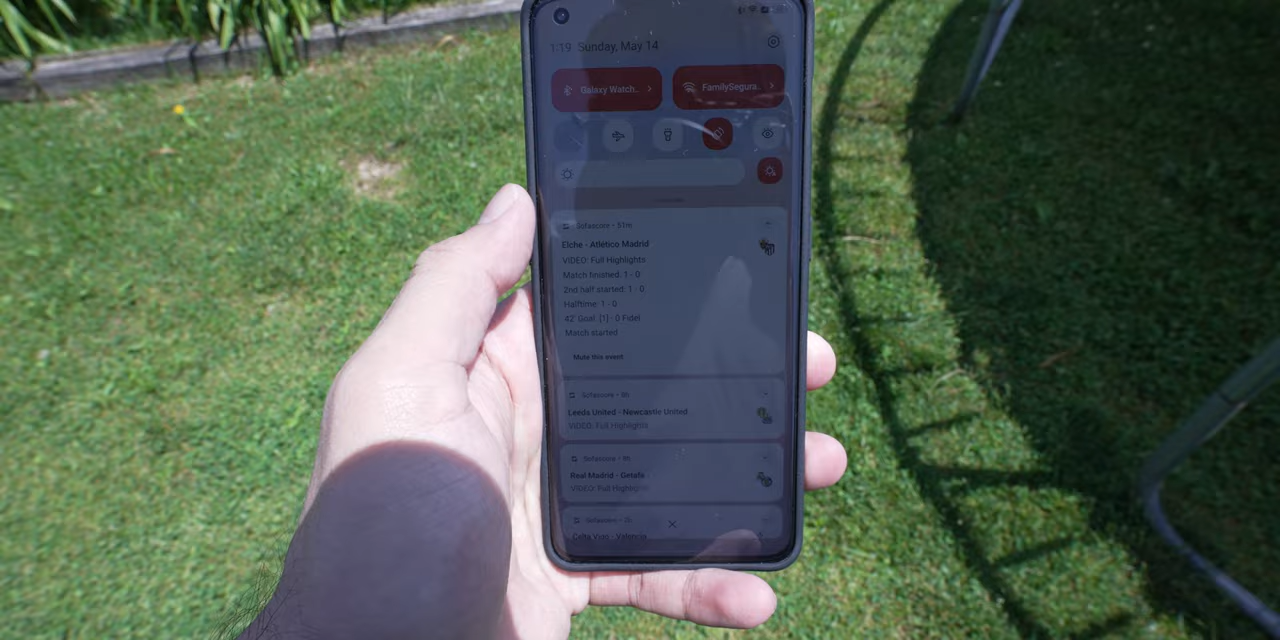 1:19 Sunday, May 14
Galaxy Watch..
FamilySegura..
Sofascore • 51m
Elche - Atlético Madrid
VIDEO: Full Highlights
Match finished: 1 - 0
2nd half started: 1 - 0
Halftime: 1 - 0
42' Goal: [1] - 0 Fidel
Match started
Mute this event
Sofascore • 8h
Leeds United - Newcastle United
VIDEO: Full Highlights
Sofascore • 8h
Real Madrid - Getafe
VIDEO: Full Highlights
Sofascore
Celta Vigo - Valencia